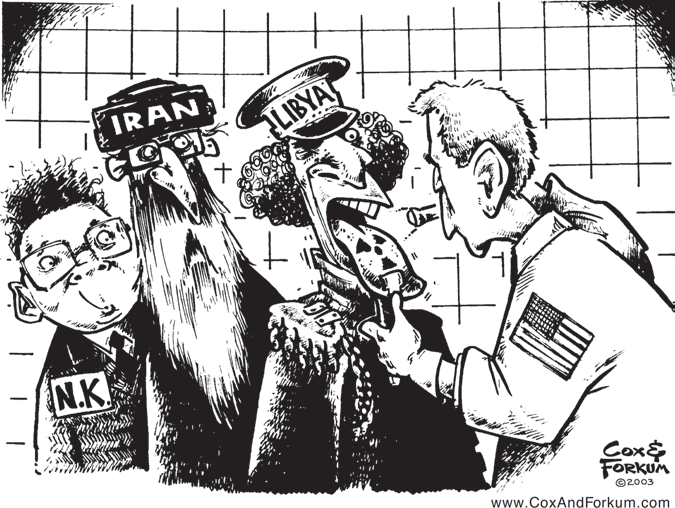 IRAN
LIBYA
N.K.
COX &
FORKUM
©2003
www.CoxAndForkum.com